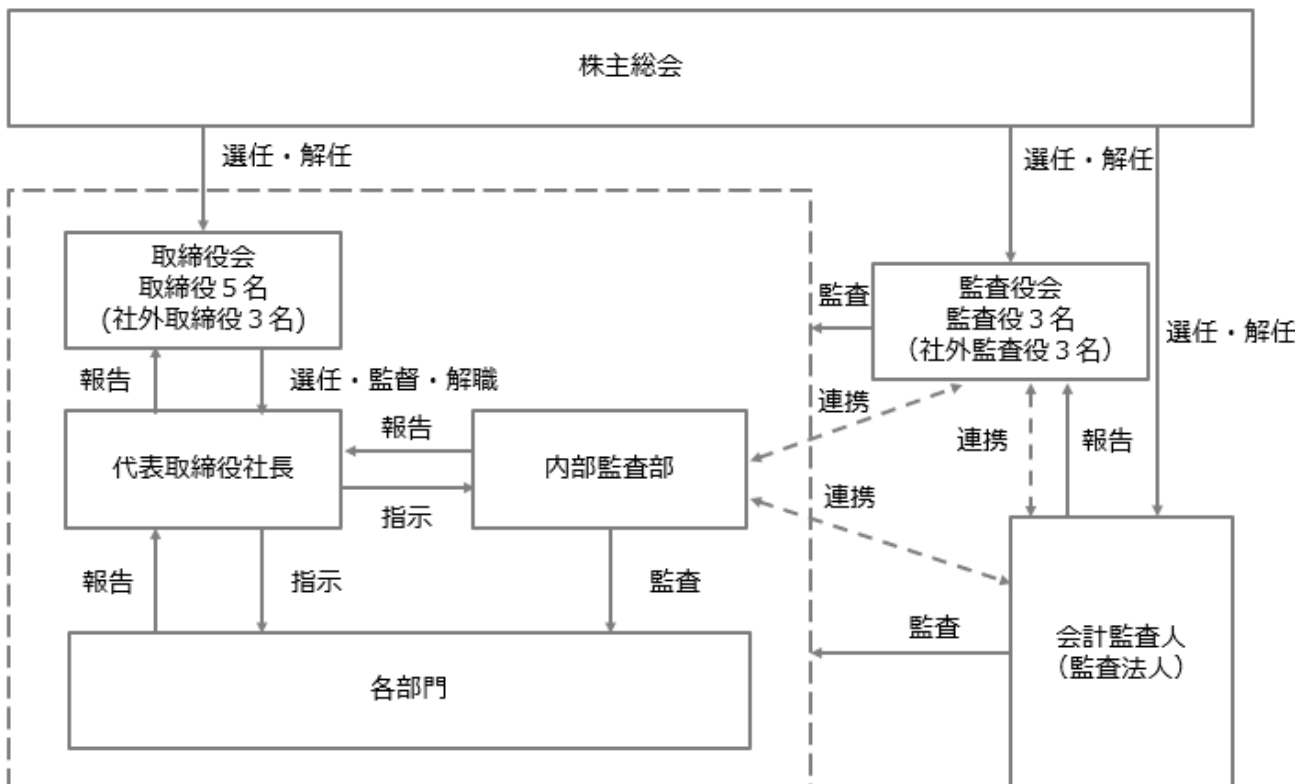 株主総会
選任・解任
選任・解任
選任・解任
取締役会
取締役５名
(社外取締役３名)
監査役会
監査役３名
（社外監査役３名）
監査
報告
選任・監督・解職
連携
連携
報告
代表取締役社長
報告
指示
内部監査部
連携
報告
指示
監査
監査
会計監査人
（監査法人）
各部門